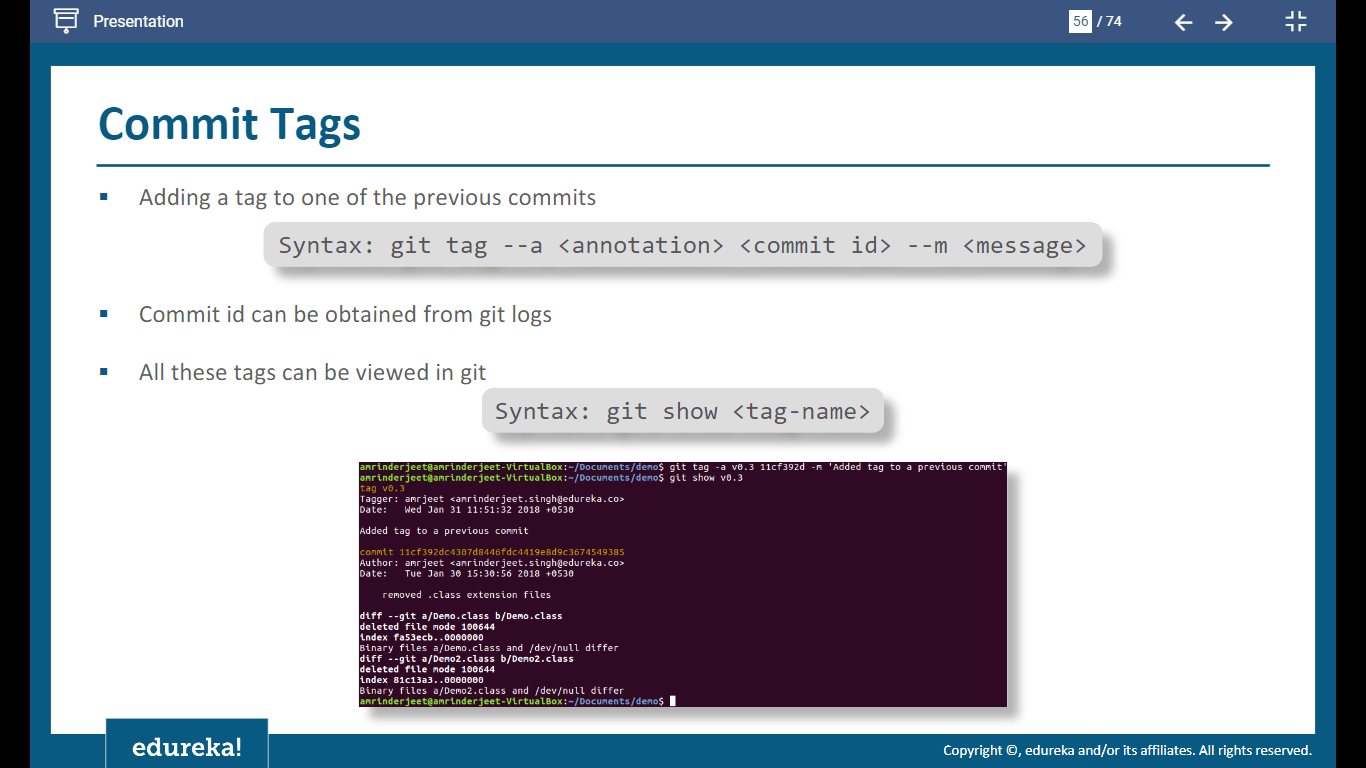 Presentation
56 / 74
Commit Tags
Adding a tag to one of the previous commits
Syntax: git tag --a <annotation> <commit id> --m <message>
Commit id can be obtained from git logs
All these tags can be viewed in git
Syntax: git show <tag-name>
amrinderjeet@amrinderjeet-VirtualBox:~/Documents/demo$ git tag -a v0.3 11cf392d -m 'Added tag to a previous commit'
amrinderjeet@amrinderjeet-VirtualBox:~/Documents/demo$ git show v0.3
tag v0.3
Tagger: amrjeet <amrinderjeet.singh@edureka.co>
Date:   Wed Jan 31 11:51:32 2018 +0530
Added tag to a previous commit
commit 11cf392dc4307d8446fdc4419e8d9c3674549385
Author: amrjeet <amrinderjeet.singh@edureka.co>
Date:   Tue Jan 30 15:30:56 2018 +0530
removed .class extension files
diff --git a/Demo.class b/Demo.class
deleted file mode 100644
index fa53ecb..0000000
Binary files a/Demo.class and /dev/null differ
diff --git a/Demo2.class b/Demo2.class
deleted file mode 100644
index 81c13a3..0000000
Binary files a/Demo2.class and /dev/null differ
amrinderjeet@amrinderjeet-VirtualBox:~/Documents/demo$
edureka!
Copyright ©, edureka and/or its affiliates. All rights reserved.